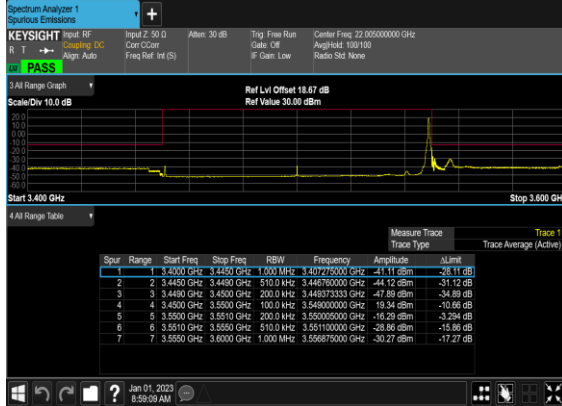 Spectrum Analyzer 1
Spurious Emissions
+
KEYSIGHT Input: RF Input Z: 50 Ω Atten: 30 dB Trig: Free Run Center Freq: 22.005000000 GHz
R T Coupling: DC Corr CCorr Gate: Off Avg|Hold: 100/100
Align: Auto Freq Ref: Int (S) IF Gain: Low Radio Std: None
PASS
3 All Range Graph
Ref Lvl Offset 18.67 dB
Scale/Div 10.0 dB Ref Value 30.00 dBm
20.0
10.0
0.00
-10.0
-20.0
-30.0
-40.0
-50.0
-60.0
Start 3.400 GHz Stop 3.600 GH
4 All Range Table
Measure Trace Trace 1
Trace Type Trace Average (Active)
Spur Range Start Freq Stop Freq RBW Frequency Amplitude ΔLimit
1 1 3.4000 GHz 3.4450 GHz 1.000 MHz 3.407275000 GHz -41.11 dBm -28.11 dB
2 2 3.4450 GHz 3.4490 GHz 510.0 kHz 3.446760000 GHz -44.12 dBm -31.12 dB
3 3 3.4490 GHz 3.4500 GHz 200.0 kHz 3.449373333 GHz -47.89 dBm -34.89 dB
4 4 3.4500 GHz 3.5500 GHz 100.0 kHz 3.549000000 GHz 19.34 dBm -10.66 dB
5 5 3.5500 GHz 3.5510 GHz 200.0 kHz 3.550005000 GHz -16.29 dBm -3.294 dB
6 6 3.5510 GHz 3.5550 GHz 510.0 kHz 3.551100000 GHz -28.86 dBm -15.86 dB
7 7 3.5550 GHz 3.6000 GHz 1.000 MHz 3.556875000 GHz -30.27 dBm -17.27 dB
? Jan 01, 2023
8:59:09 AM